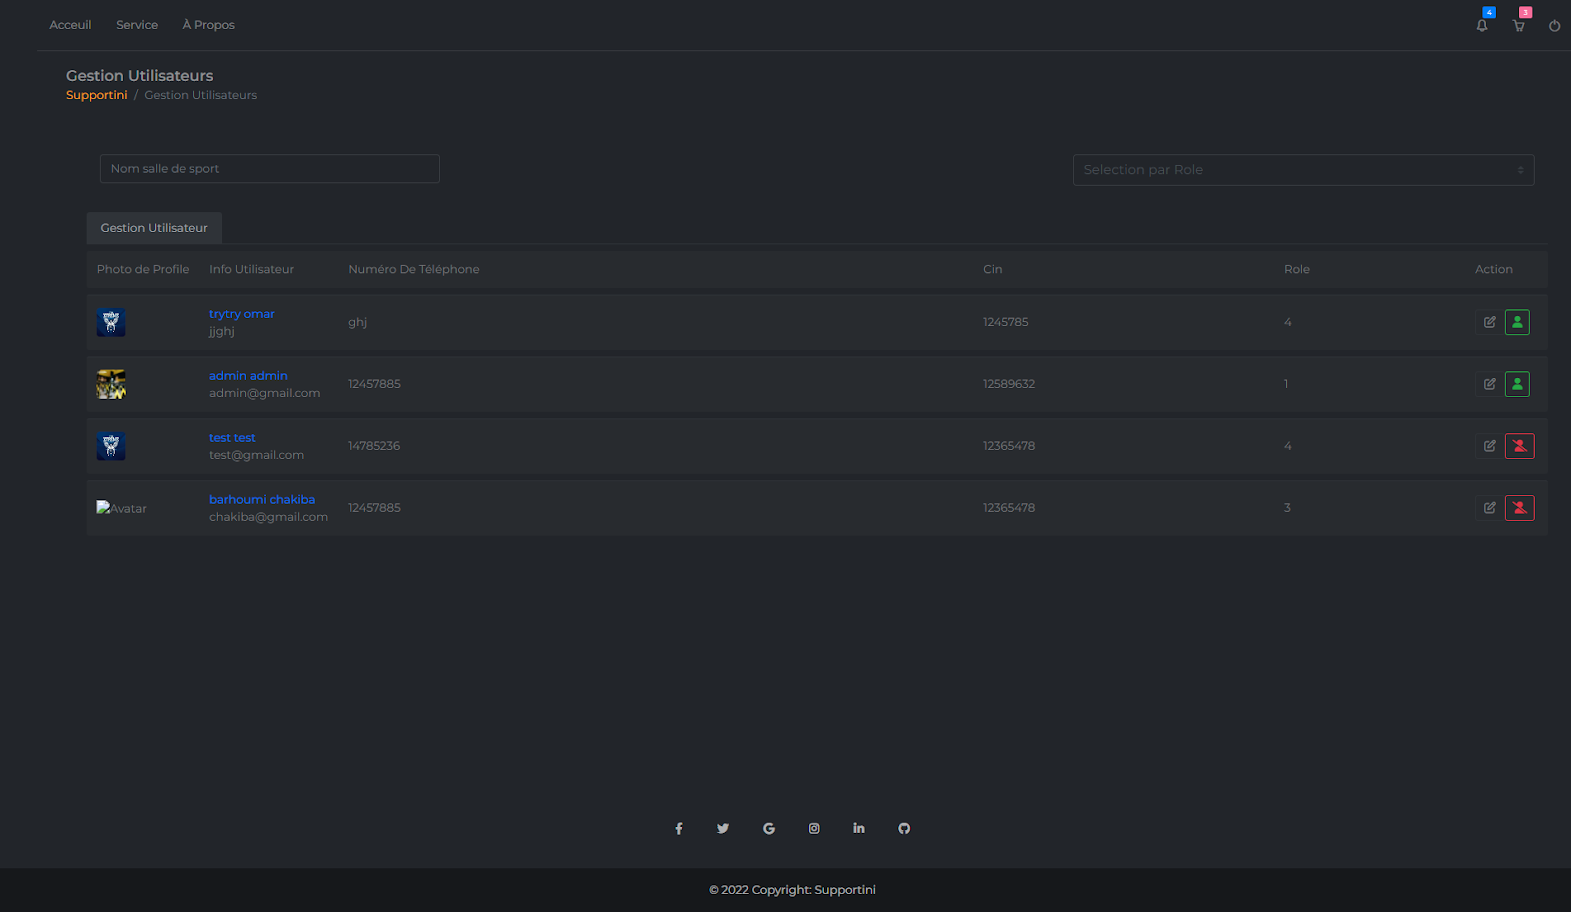 Acceuil Service À Propos 4 3
Gestion Utilisateurs
Supportini / Gestion Utilisateurs
Nom salle de sport Selection par Role
Gestion Utilisateur
Photo de Profile Info Utilisateur Numéro De Téléphone Cin Role Action
trytry omar
jjghj ghj 1245785 4
admin admin
admin@gmail.com 12457885 12589632 1
test test
test@gmail.com 14785236 12365478 4
Avatar barhoumi chakiba
chakiba@gmail.com 12457885 12365478 3
© 2022 Copyright: Supportini